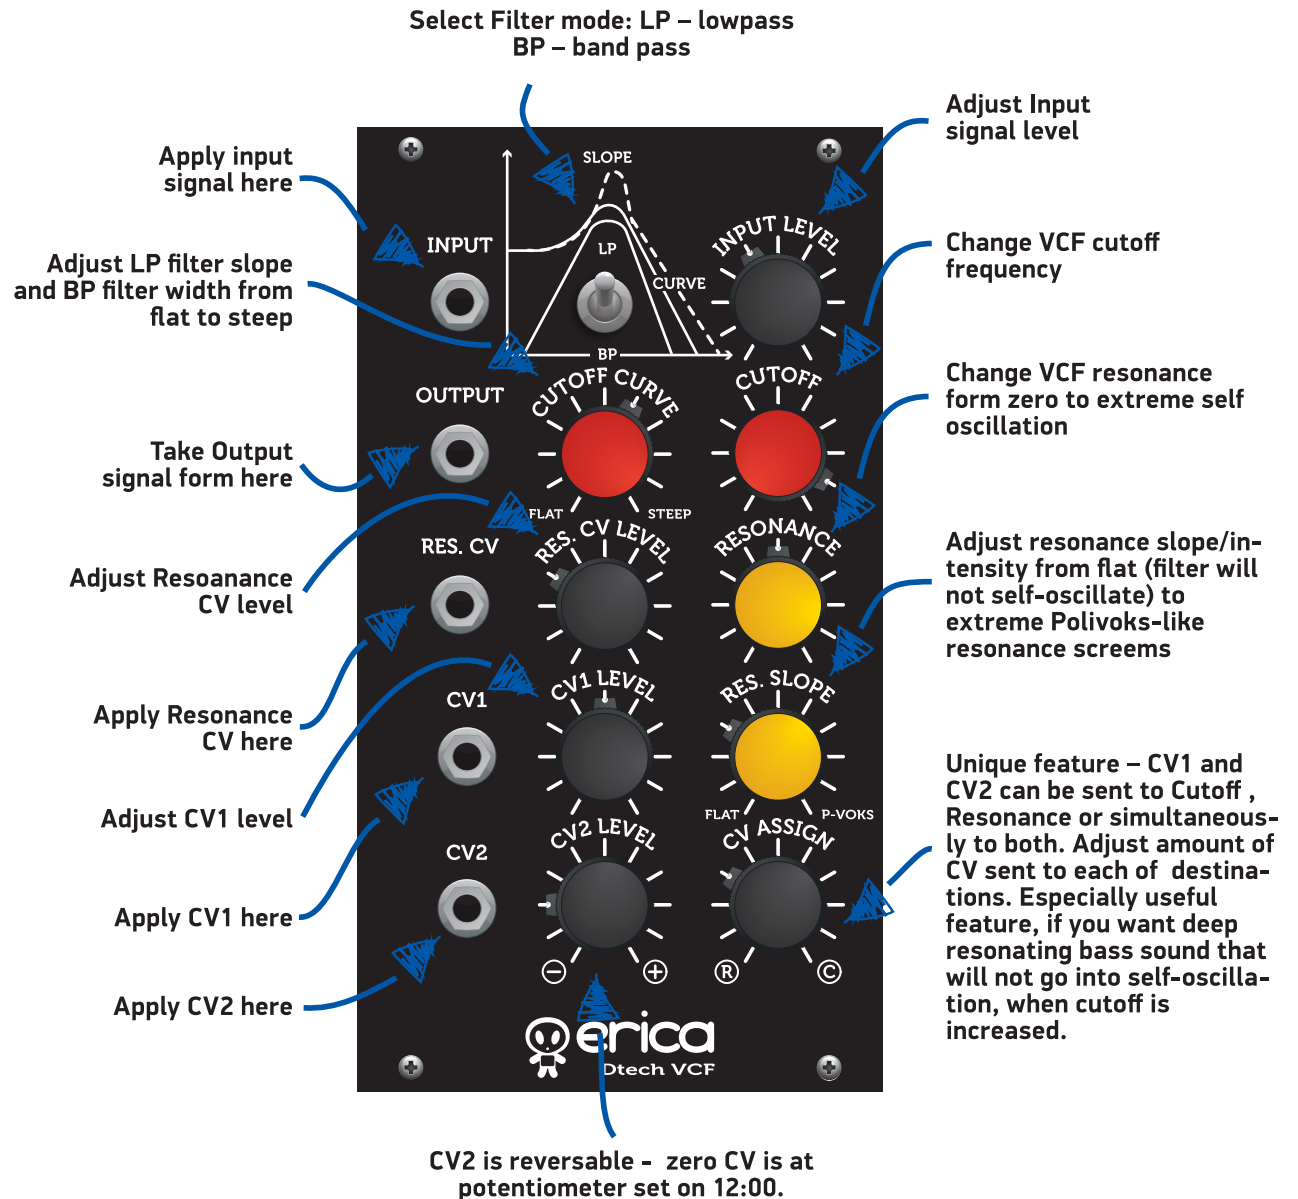 Select Filter mode: LP – lowpass
BP – band pass
Apply input
signal here
Adjust LP filter slope
and BP filter width from
flat to steep
Take Output
signal form here
Adjust Resoanance
CV level
Apply Resonance
CV here
Adjust CV1 level
Apply CV1 here
Apply CV2 here
SLOPE
INPUT
LP
CURVE
BP
INPUT LEVEL
OUTPUT
CUTOFF CURVE
CUTOFF
FLAT
STEEP
RES. CV
RES. CV LEVEL
RESONANCE
CV1
CV1 LEVEL
RES. SLOPE
FLAT
P-VOKS
CV2
CV2 LEVEL
CV ASSIGN
−
+
R
C
erica
Dtech VCF
Adjust Input
signal level
Change VCF cutoff
frequency
Change VCF resonance
form zero to extreme self
oscillation
Adjust resonance slope/in-
tensity from flat (filter will
not self-oscillate) to
extreme Polivoks-like
resonance screems
Unique feature – CV1 and
CV2 can be sent to Cutoff ,
Resonance or simultaneous-
ly to both. Adjust amount of
CV sent to each of  destina-
tions. Especially useful
feature, if you want deep
resonating bass sound that
will not go into self-oscilla-
tion, when cutoff is
increased.
CV2 is reversable -  zero CV is at
potentiometer set on 12:00.